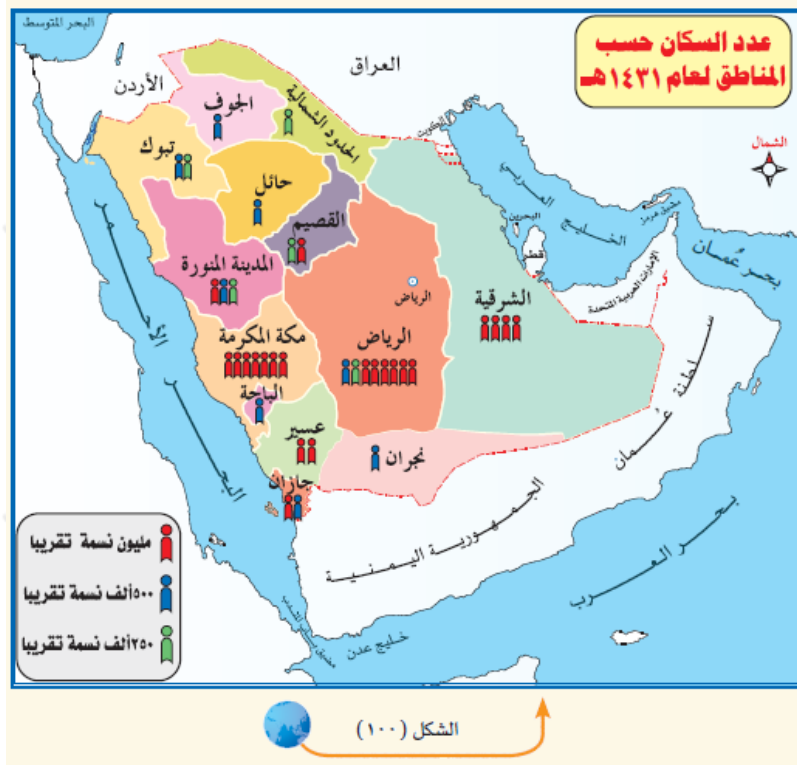 عدد السكان حسب
المناطق لعام ١٤٣١هـ
البحر المتوسط
العراق
الأردن
الشمال
الجوف
الحدود الشمالية
الكويت
تبوك
حائل
القصيم
الخليج العربي
مضيق هرمز
البحرين
قطر
بحر عُمان
المدينة المنورة
الرياض
الشرقية
الإمارات العربية المتحدة
مكة المكرمة
الرياض
سلطنة عُمان
الباحة
عسير
نجران
جازان
البحر الأحمر
الجمهورية اليمنية
بحر العرب
خليج عدن
مليون نسمة تقريبا
٥٠٠ألف نسمة تقريبا
٢٥٠ألف نسمة تقريبا
الشكل (١٠٠)